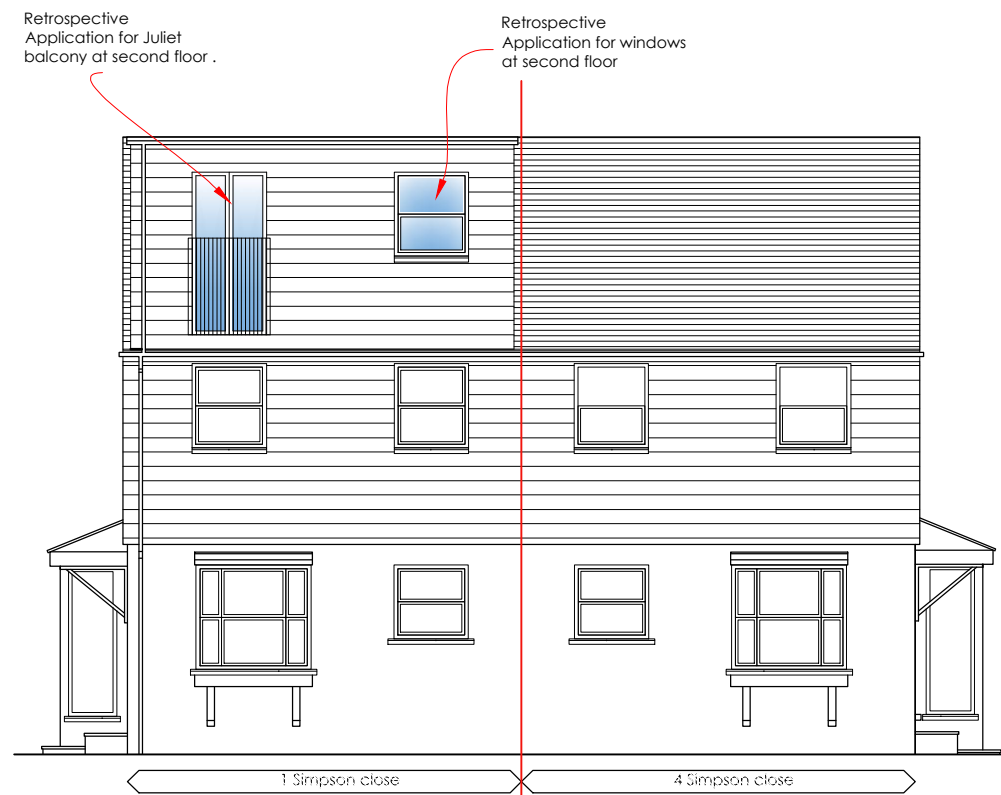 Retrospective
Application for Juliet
balcony at second floor .
Retrospective
Application for windows
at second floor
1 Simpson close
4 Simpson close